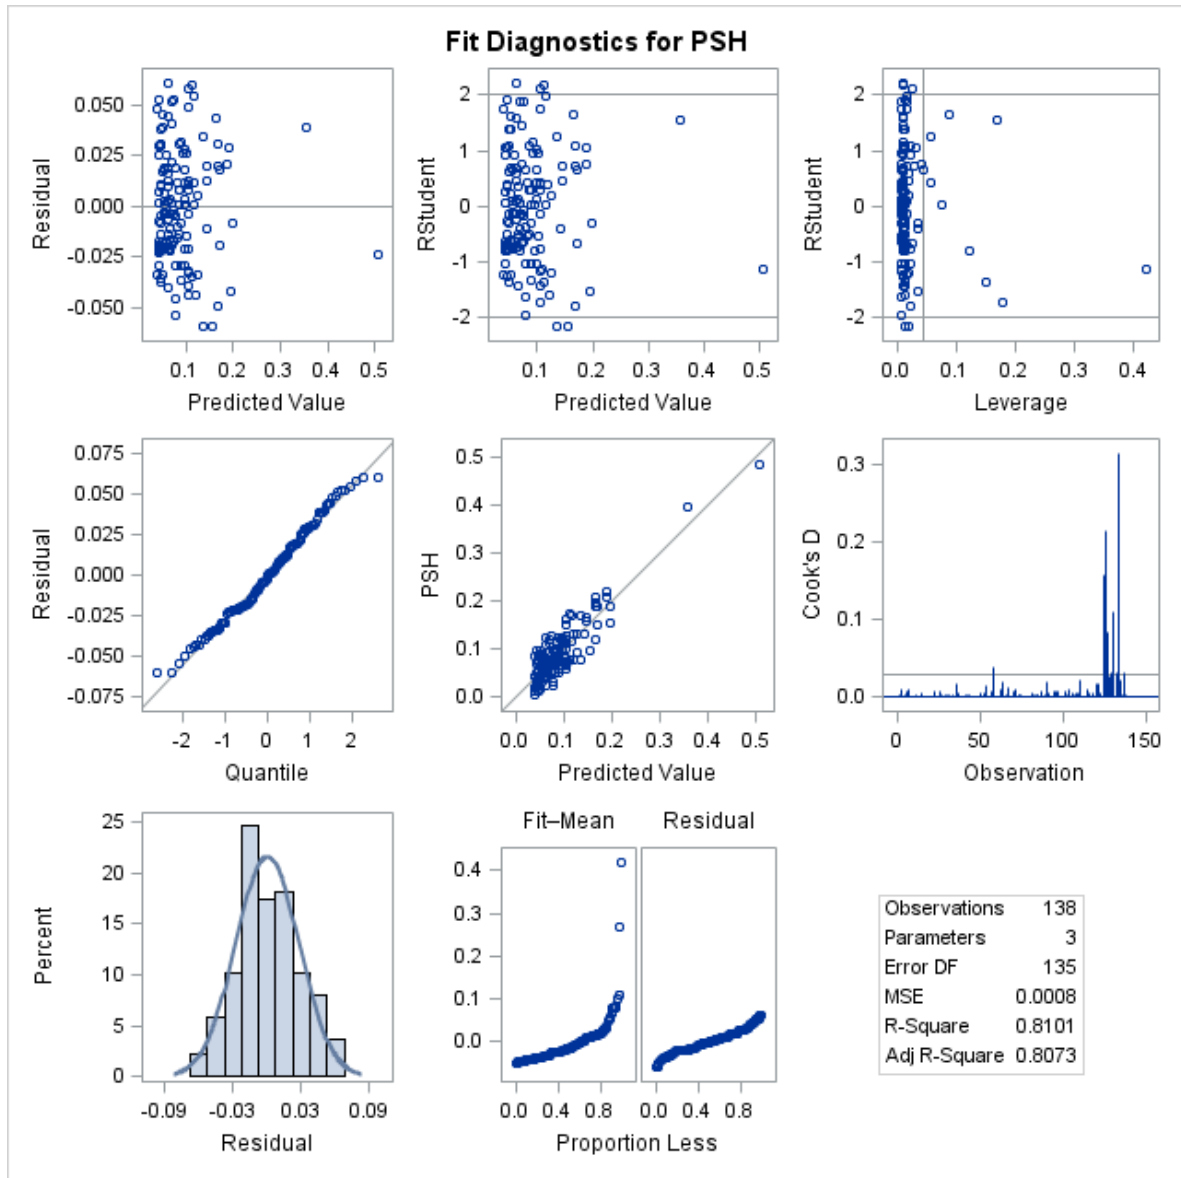 Fit Diagnostics for PSH
Residual
0.050
0.025
0.000
-0.025
-0.050
0.1 0.2 0.3 0.4 0.5
Predicted Value
RStudent
2
1
0
-1
-2
0.1 0.2 0.3 0.4 0.5
Predicted Value
RStudent
2
1
0
-1
-2
0.0 0.1 0.2 0.3 0.4
Leverage
Residual
0.075
0.050
0.025
0.000
-0.025
-0.050
-0.075
-2 -1 0 1 2
Quantile
PSH
0.5
0.4
0.3
0.2
0.1
0.0
0.0 0.1 0.2 0.3 0.4 0.5
Predicted Value
Cook's D
0.3
0.2
0.1
0.0
0 50 100 150
Observation
Percent
25
20
15
10
5
0
-0.09 -0.03 0.03 0.09
Residual
Fit–Mean Residual
0.4
0.3
0.2
0.1
0.0
0.0 0.4 0.8 0.0 0.4 0.8
Proportion Less
Observations 138
Parameters 3
Error DF 135
MSE 0.0008
R-Square 0.8101
Adj R-Square 0.8073